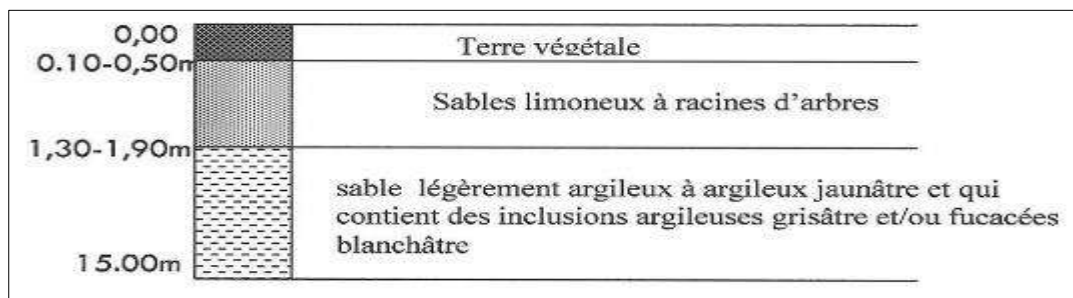 0,00
Terre végétale
0.10-0,50m
Sables limoneux à racines d'arbres
1,30-1,90m
sable légèrement argileux à argileux jaunâtre et qui
contient des inclusions argileuses grisâtre et/ou fucacées
blanchâtre
15.00m